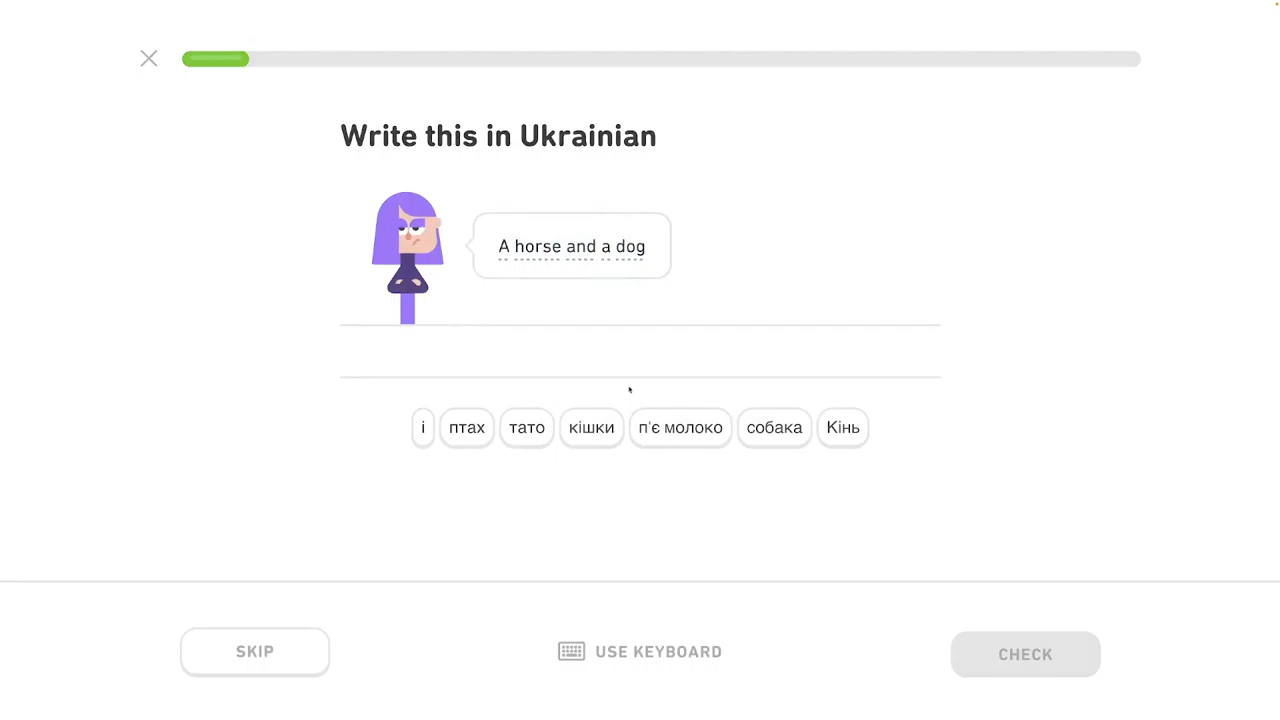 Write this in Ukrainian
A horse and a dog
і птах тато кішки п'є молоко собака Кінь
SKIP USE KEYBOARD CHECK